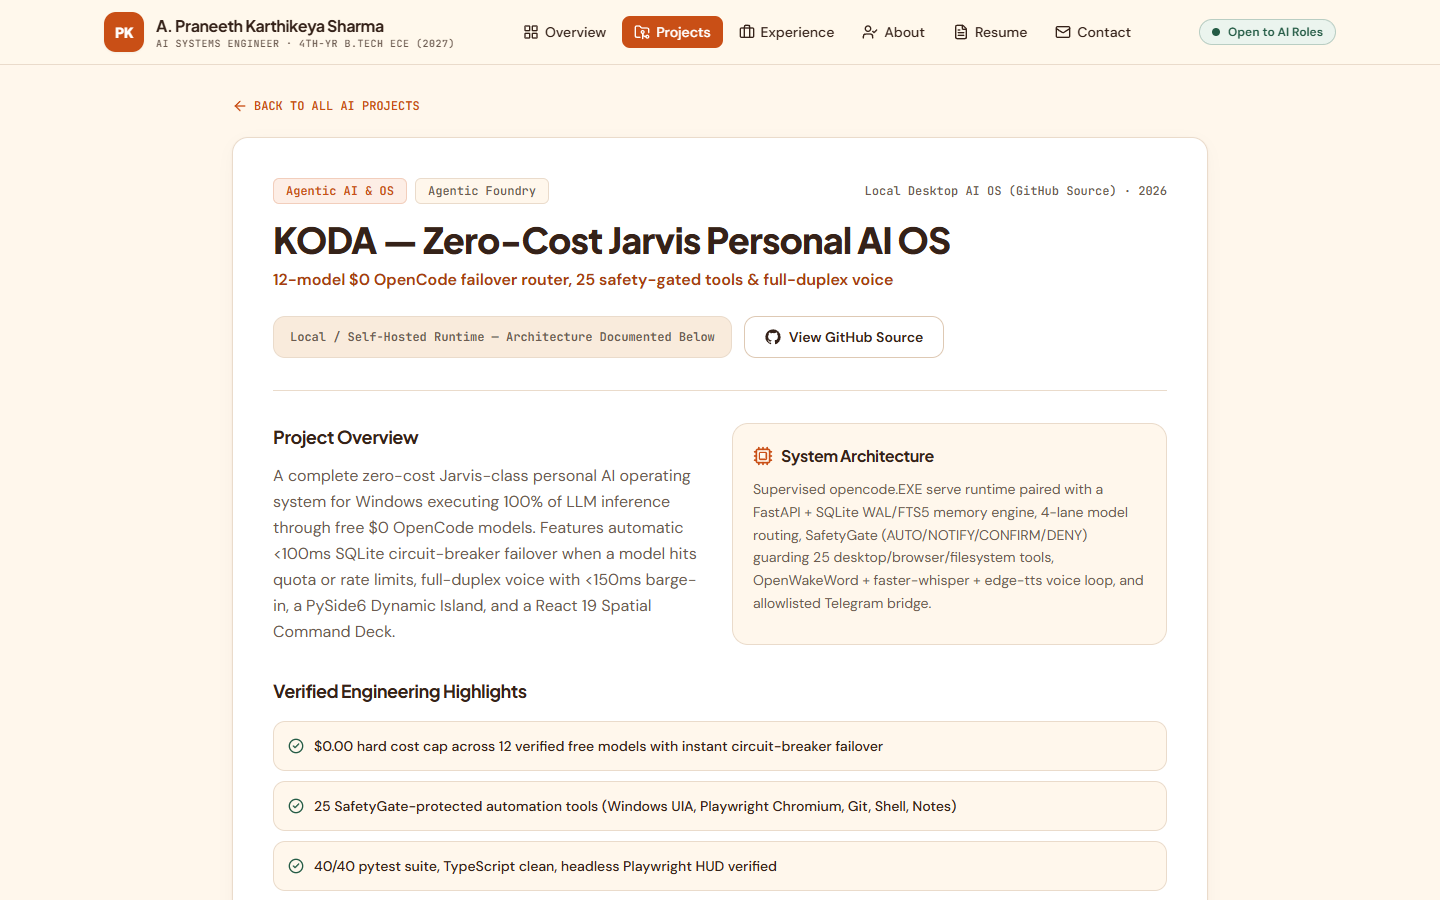 PK
A. Praneeth Karthikeya Sharma
AI SYSTEMS ENGINEER · 4TH-YR B.TECH ECE (2027)
Overview
Projects
Experience
About
Resume
Contact
Open to AI Roles
BACK TO ALL AI PROJECTS
Agentic AI & OS
Agentic Foundry
Local Desktop AI OS (GitHub Source) · 2026
KODA — Zero-Cost Jarvis Personal AI OS
12-model $0 OpenCode failover router, 25 safety-gated tools & full-duplex voice
Local / Self-Hosted Runtime — Architecture Documented Below
View GitHub Source
Project Overview
A complete zero-cost Jarvis-class personal AI operating
system for Windows executing 100% of LLM inference
through free $0 OpenCode models. Features automatic
<100ms SQLite circuit-breaker failover when a model hits
quota or rate limits, full-duplex voice with <150ms barge-
in, a PySide6 Dynamic Island, and a React 19 Spatial
Command Deck.
System Architecture
Supervised opencode.EXE serve runtime paired with a
FastAPI + SQLite WAL/FTS5 memory engine, 4-lane model
routing, SafetyGate (AUTO/NOTIFY/CONFIRM/DENY)
guarding 25 desktop/browser/filesystem tools,
OpenWakeWord + faster-whisper + edge-tts voice loop, and
allowlisted Telegram bridge.
Verified Engineering Highlights
$0.00 hard cost cap across 12 verified free models with instant circuit-breaker failover
25 SafetyGate-protected automation tools (Windows UIA, Playwright Chromium, Git, Shell, Notes)
40/40 pytest suite, TypeScript clean, headless Playwright HUD verified